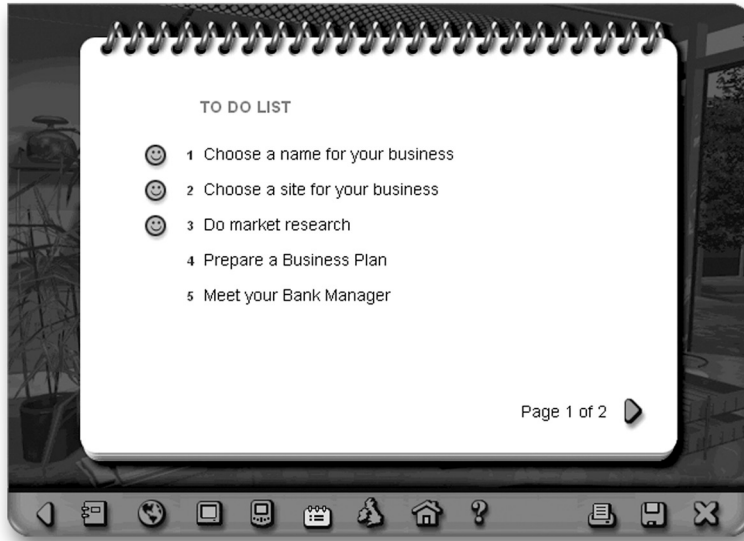 TO DO LIST
1 Choose a name for your business
2 Choose a site for your business
3 Do market research
4 Prepare a Business Plan
5 Meet your Bank Manager
Page 1 of 2
?